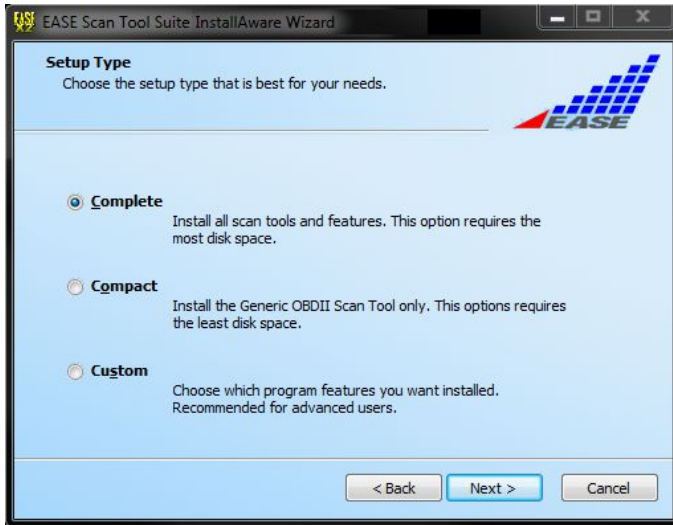 EASE Scan Tool Suite InstallAware Wizard
Setup Type
Choose the setup type that is best for your needs.
EASE
Complete
Install all scan tools and features. This option requires the
most disk space.
Compact
Install the Generic OBDII Scan Tool only. This options requires
the least disk space.
Custom
Choose which program features you want installed.
Recommended for advanced users.
< Back Next > Cancel